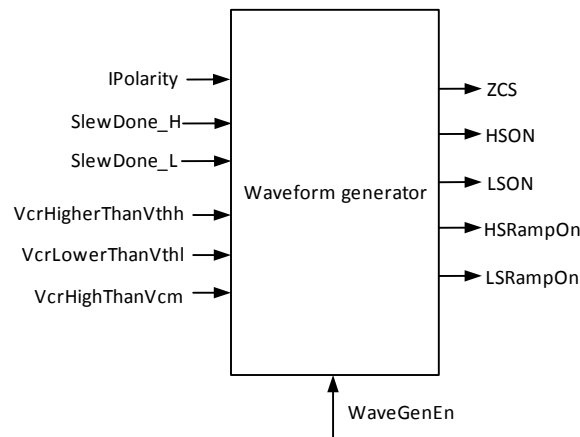 IPolarity
SlewDone_H
SlewDone_L
VcrHigherThanVthh
VcrLowerThanVthl
VcrHighThanVcm
Waveform generator
ZCS
HSON
LSON
HSRampOn
LSRampOn
WaveGenEn